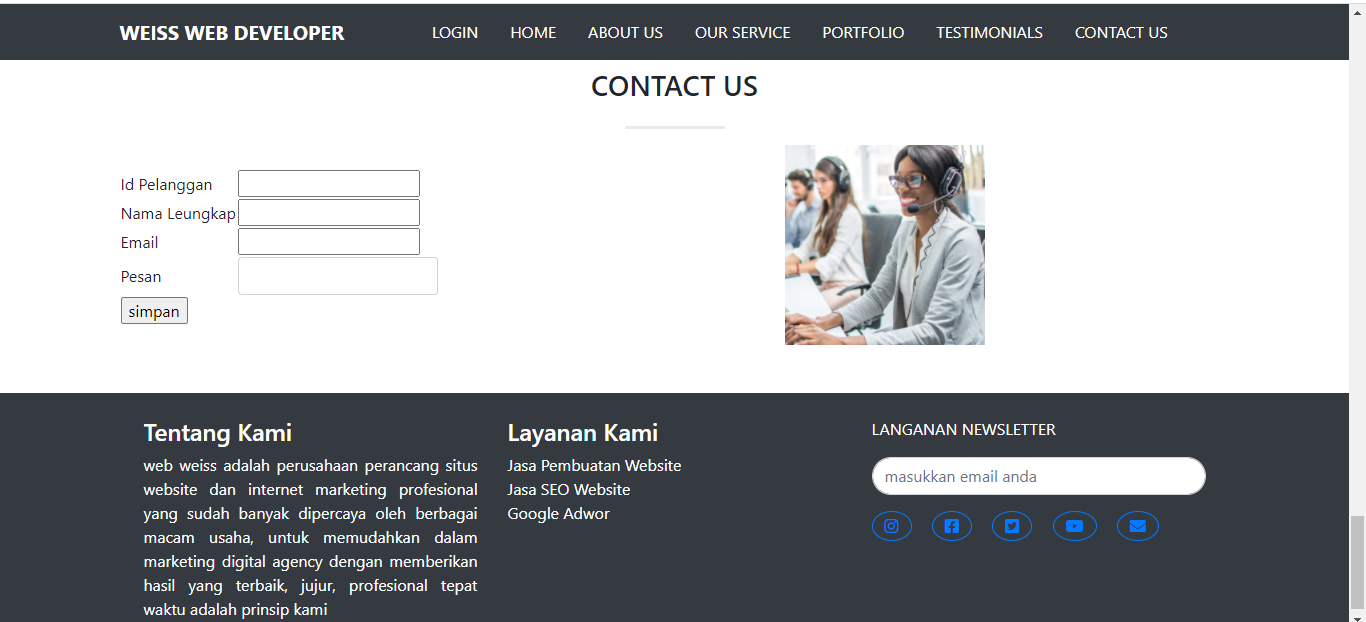 WEISS WEB DEVELOPER LOGIN HOME ABOUT US OUR SERVICE PORTFOLIO TESTIMONIALS CONTACT US
CONTACT US
Id Pelanggan
Nama Leungkap
Email
Pesan
simpan
Tentang Kami
web weiss adalah perusahaan perancang situs
website dan internet marketing profesional
yang sudah banyak dipercaya oleh berbagai
macam usaha, untuk memudahkan dalam
marketing digital agency dengan memberikan
hasil yang terbaik, jujur, profesional tepat
waktu adalah prinsip kami
Layanan Kami
Jasa Pembuatan Website
Jasa SEO Website
Google Adwor
LANGANAN NEWSLETTER
masukkan email anda